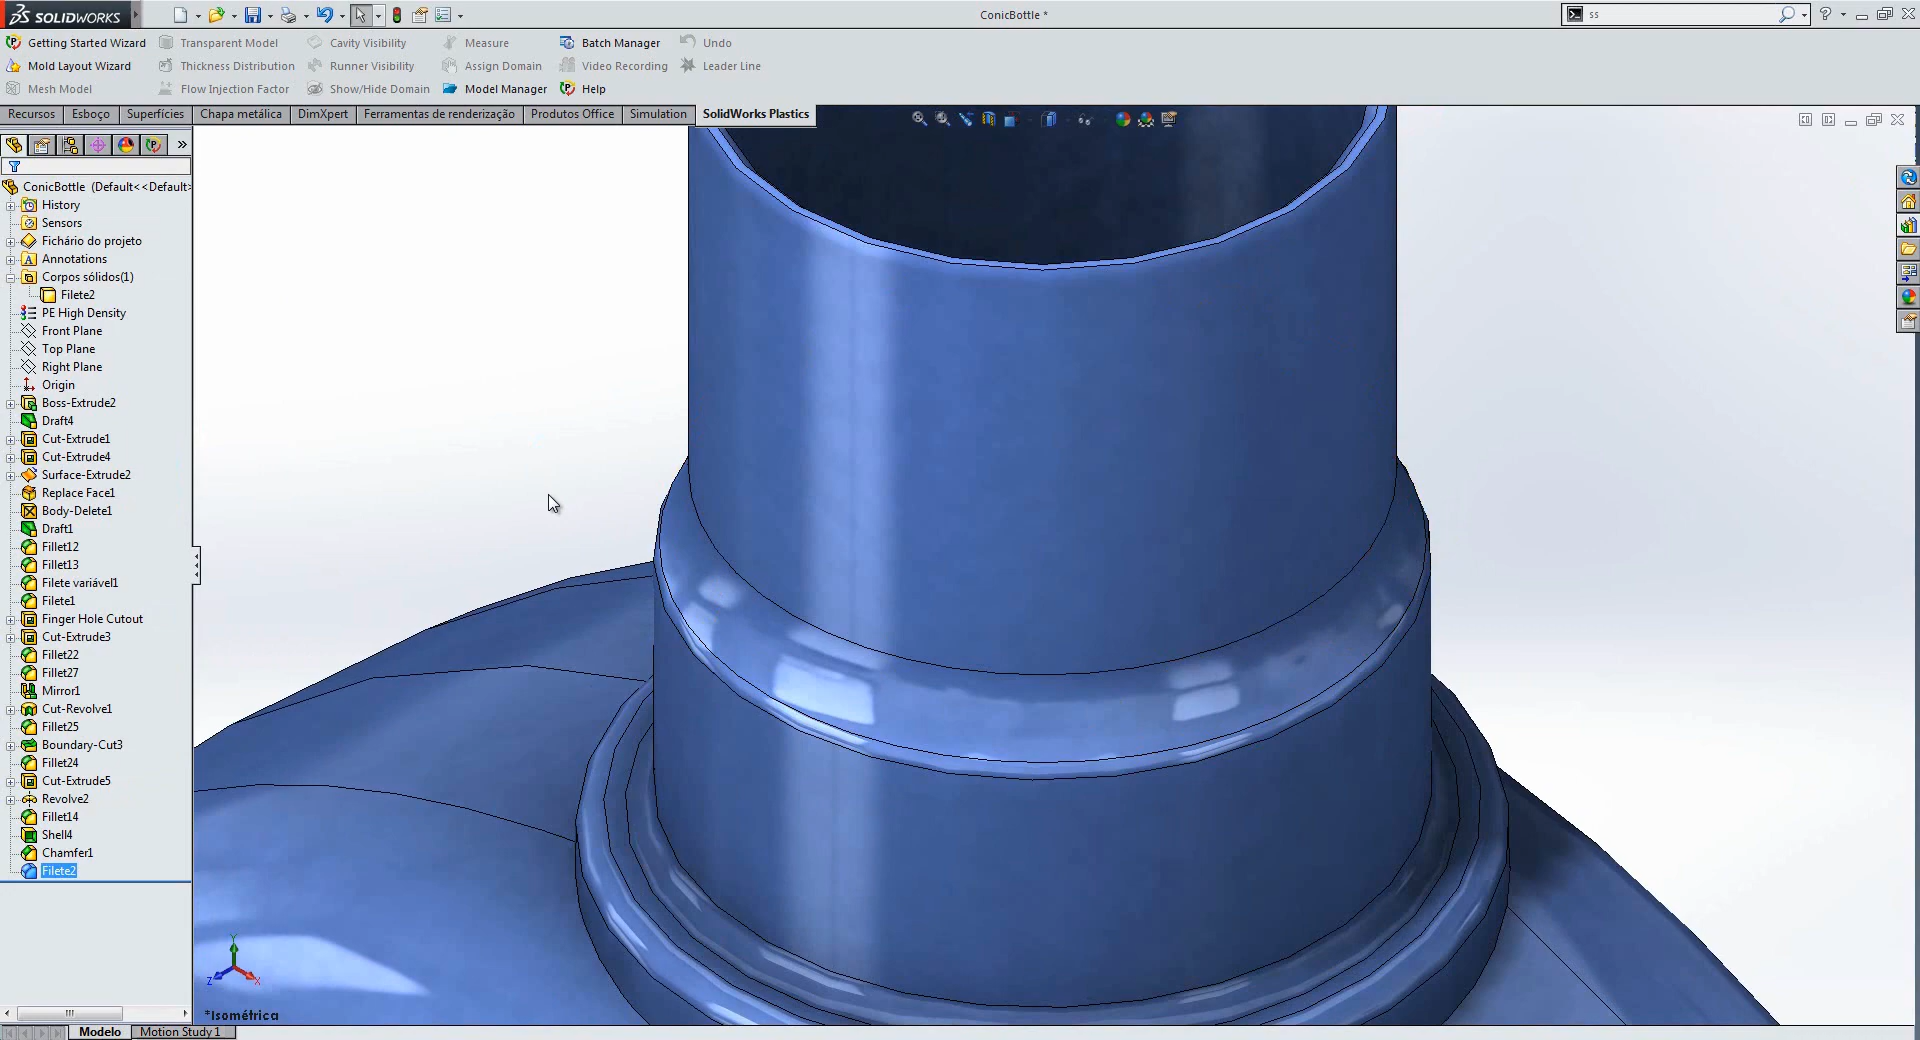 SOLIDWORKS
ConicBottle *
ss
Getting Started Wizard
Transparent Model
Cavity Visibility
Measure
Batch Manager
Undo
Mold Layout Wizard
Thickness Distribution
Runner Visibility
Assign Domain
Video Recording
Leader Line
Mesh Model
Flow Injection Factor
Show/Hide Domain
Model Manager
Help
Recursos
Esboço
Superfícies
Chapa metálica
DimXpert
Ferramentas de renderização
Produtos Office
Simulation
SolidWorks Plastics
ConicBottle (Default<<Default>
History
Sensors
Fichário do projeto
Annotations
Corpos sólidos(1)
Filete2
PE High Density
Front Plane
Top Plane
Right Plane
Origin
Boss-Extrude2
Draft4
Cut-Extrude1
Cut-Extrude4
Surface-Extrude2
Replace Face1
Body-Delete1
Draft1
Fillet12
Fillet13
Filete variável1
Filete1
Finger Hole Cutout
Cut-Extrude3
Fillet22
Fillet27
Mirror1
Cut-Revolve1
Fillet25
Boundary-Cut3
Fillet24
Cut-Extrude5
Revolve2
Fillet14
Shell4
Chamfer1
Filete2
Y
Z
X
*Isométrica
Modelo
Motion Study 1